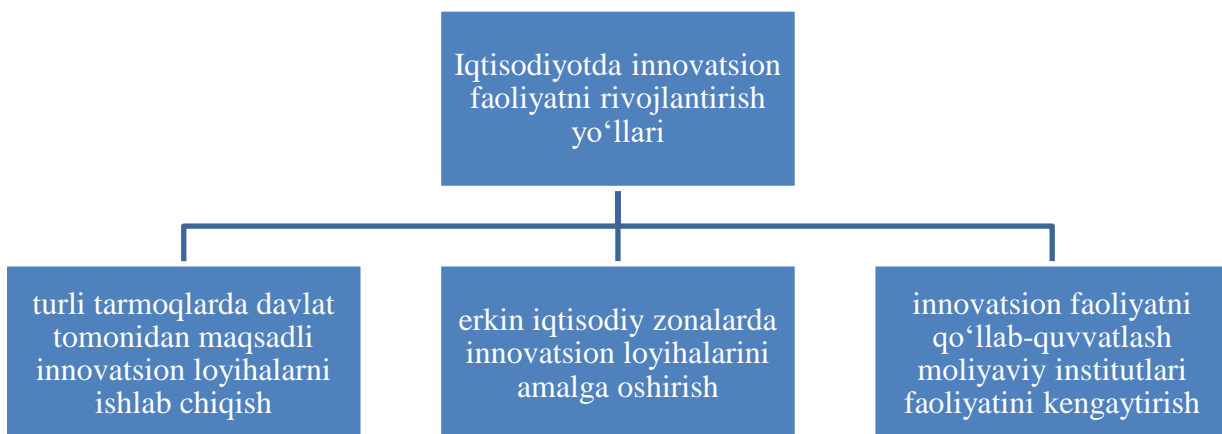 Iqtisodiyotda innovatsion
faoliyatni rivojlantirish
yo‘llari
turli tarmoqlarda davlat
tomonidan maqsadli
innovatsion loyihalarni
ishlab chiqish
erkin iqtisodiy zonalarda
innovatsion loyihalarini
amalga oshirish
innovatsion faoliyatni
qo‘llab-quvvatlash
moliyaviy institutlari
faoliyatini kengaytirish